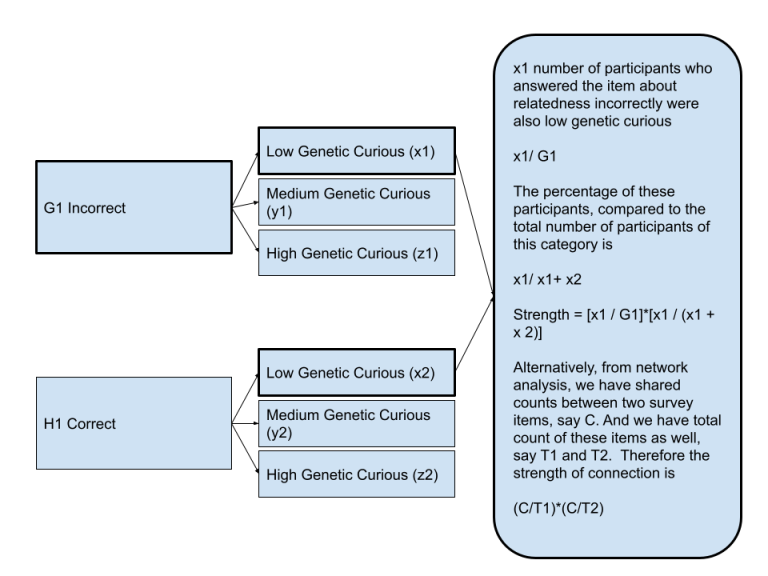 G1 Incorrect
Low Genetic Curious (x1)
Medium Genetic Curious
(y1)
High Genetic Curious (z1)
H1 Correct
Low Genetic Curious (x2)
Medium Genetic Curious
(y2)
High Genetic Curious (z2)
x1 number of participants who
answered the item about
relatedness incorrectly were
also low genetic curious
x1/ G1
The percentage of these
participants, compared to the
total number of participants of
this category is
x1/ x1+ x2
Strength = [x1 / G1]*[x1 / (x1 +
x 2)]
Alternatively, from network
analysis, we have shared
counts between two survey
items, say C. And we have total
count of these items as well,
say T1 and T2.  Therefore the
strength of connection is
(C/T1)*(C/T2)